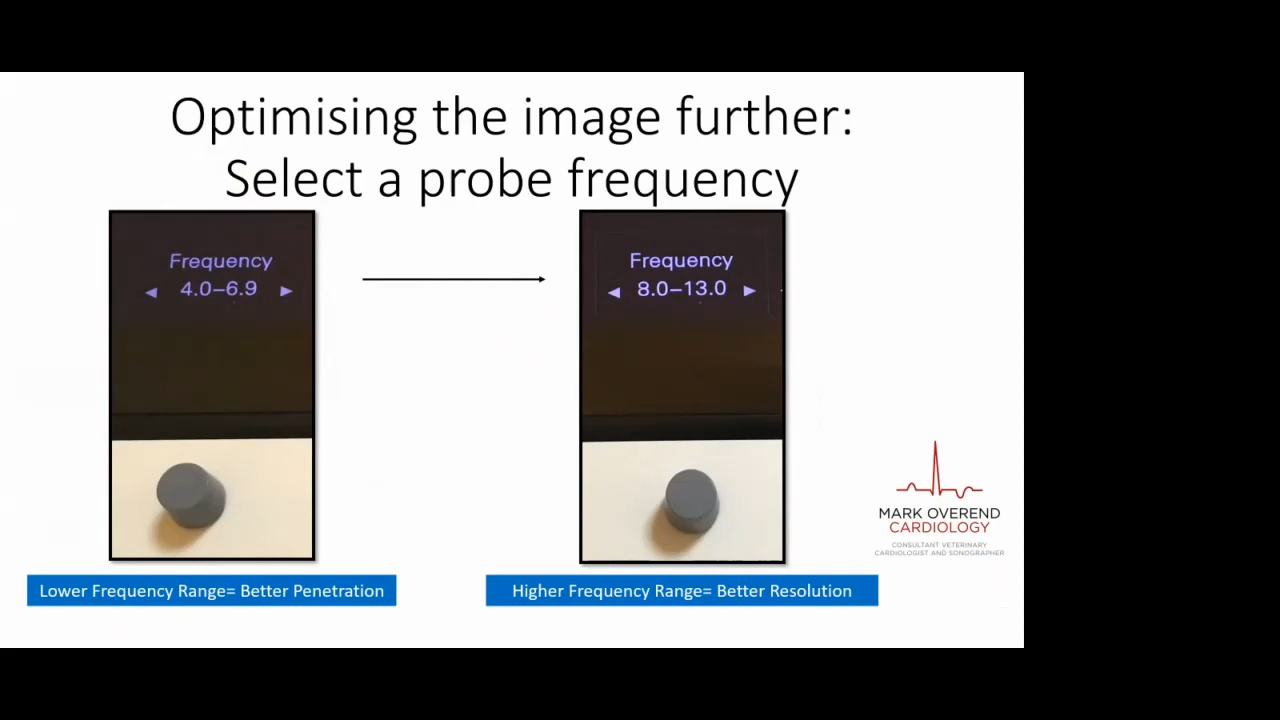 Optimising the image further:
Select a probe frequency
Frequency
◀ 4.0–6.9 ▶
Frequency
◀ 8.0–13.0 ▶
Lower Frequency Range= Better Penetration
Higher Frequency Range= Better Resolution
MARK OVEREND
CARDIOLOGY
CONSULTANT VETERINARY
CARDIOLOGIST AND SONOGRAPHER